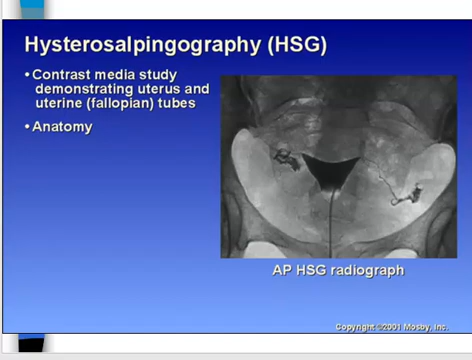 Hysterosalpingography (HSG)
• Contrast media study
demonstrating uterus and
uterine (fallopian) tubes
• Anatomy
AP HSG radiograph
Copyright ©2001 Mosby, Inc.